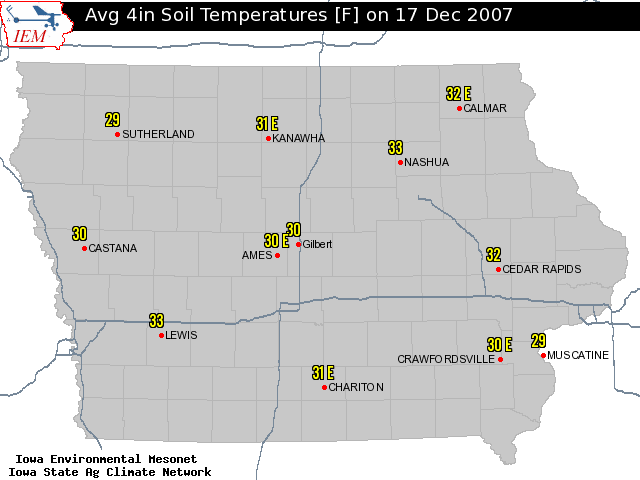 Avg 4in Soil Temperatures [F] on 17 Dec 2007
IEM
32 E
CALMAR
29
SUTHERLAND
31 E
KANAWHA
33
NASHUA
30
CASTANA
30 E
AMES
30
Gilbert
32
CEDAR RAPIDS
33
LEWIS
30 E
CRAWFORDSVILLE
29
MUSCATINE
31 E
CHARITON
Iowa Environmental Mesonet
Iowa State Ag Climate Network